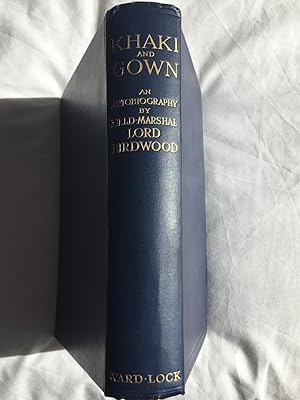 KHAKI
AND
GOWN
AN
AUTOBIOGRAPHY
BY
FIELD-MARSHAL
LORD
BIRDWOOD
WARD·LOCK